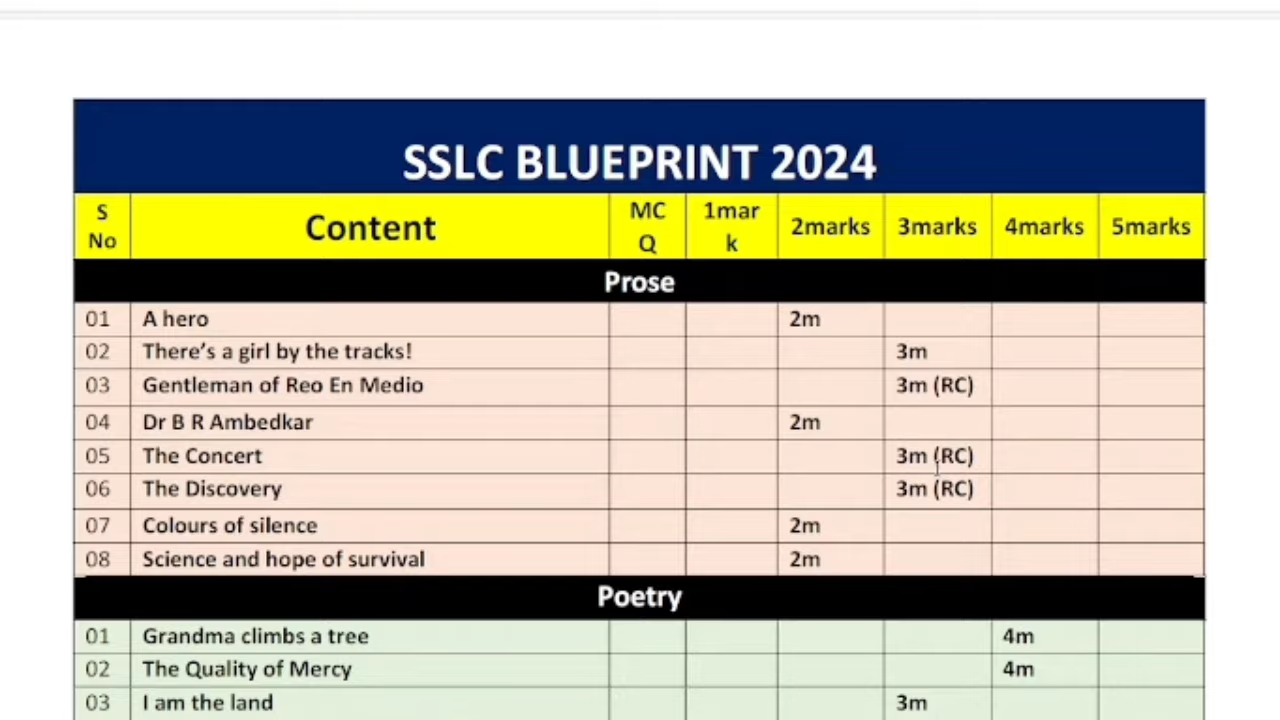 SSLC BLUEPRINT 2024
S No Content MC Q 1mar k 2marks 3marks 4marks 5marks
Prose
01 A hero 2m
02 There's a girl by the tracks! 3m
03 Gentleman of Reo En Medio 3m (RC)
04 Dr B R Ambedkar 2m
05 The Concert 3m (RC)
06 The Discovery 3m (RC)
07 Colours of silence 2m
08 Science and hope of survival 2m
Poetry
01 Grandma climbs a tree 4m
02 The Quality of Mercy 4m
03 I am the land 3m